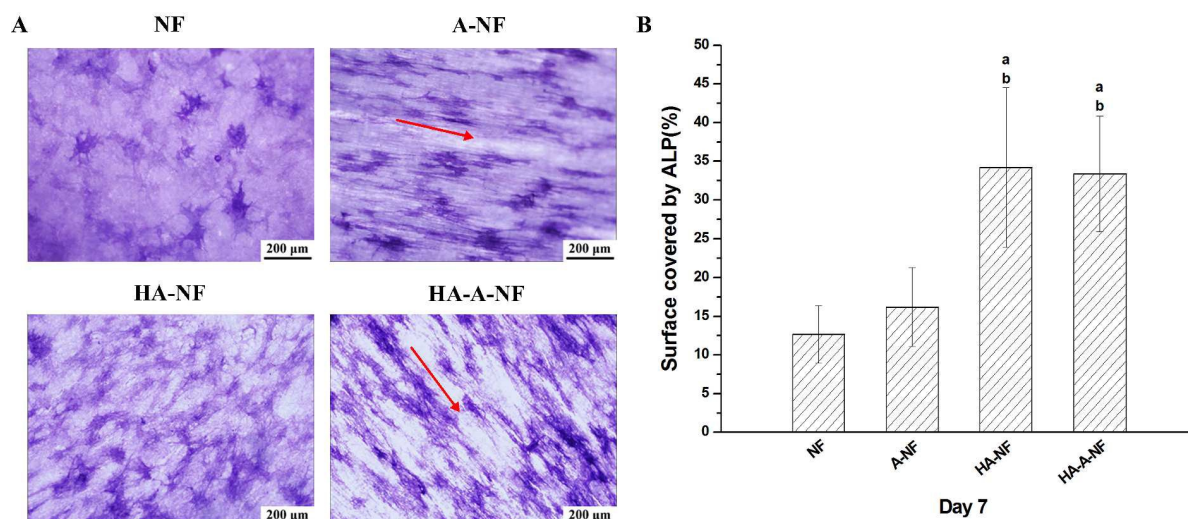 A
NF
A-NF
200 μm
200 μm
HA-NF
HA-A-NF
200 μm
200 μm
B
Surface covered by ALP(%)
50
45
40
35
30
25
20
15
10
5
0
a
b
a
b
NF
A-NF
HA-NF
HA-A-NF
Day 7